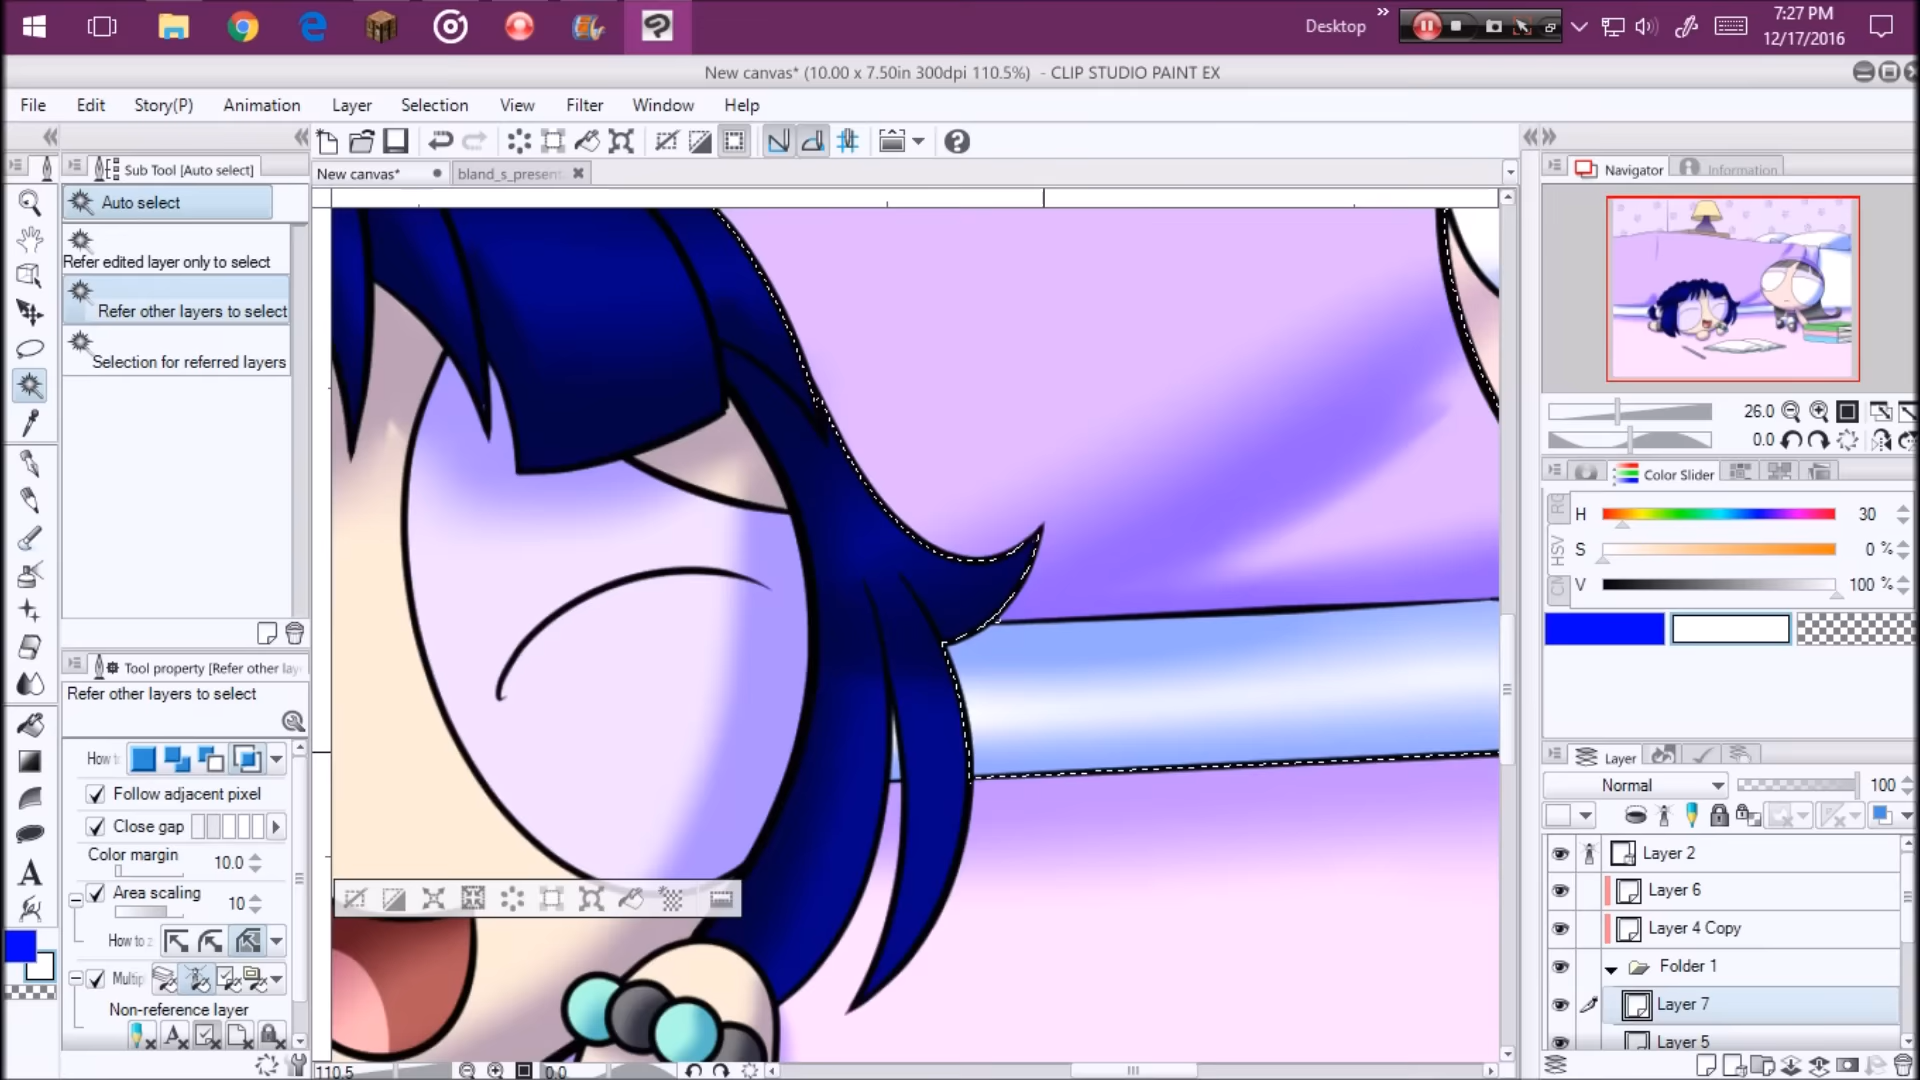 Desktop
7:27 PM
12/17/2016
New canvas* (10.00 x 7.50in 300dpi 110.5%) - CLIP STUDIO PAINT EX
File Edit Story(P) Animation Layer Selection View Filter Window Help
Sub Tool [Auto select]
Auto select
Refer edited layer only to select
Refer other layers to select
Selection for referred layers
New canvas*
bland_s_present
Navigator
Information
26.0
0.0
Color Slider
HSV
H 30
S 0 %
V 100 %
Tool property [Refer other lay
Refer other layers to select
How t
Follow adjacent pixel
Close gap
Color margin 10.0
Area scaling 10
How to
Multip
Non-reference layer
A
110.5
0.0
Layer
Normal 100
Layer 2
Layer 6
Layer 4 Copy
Folder 1
Layer 7
Layer 5